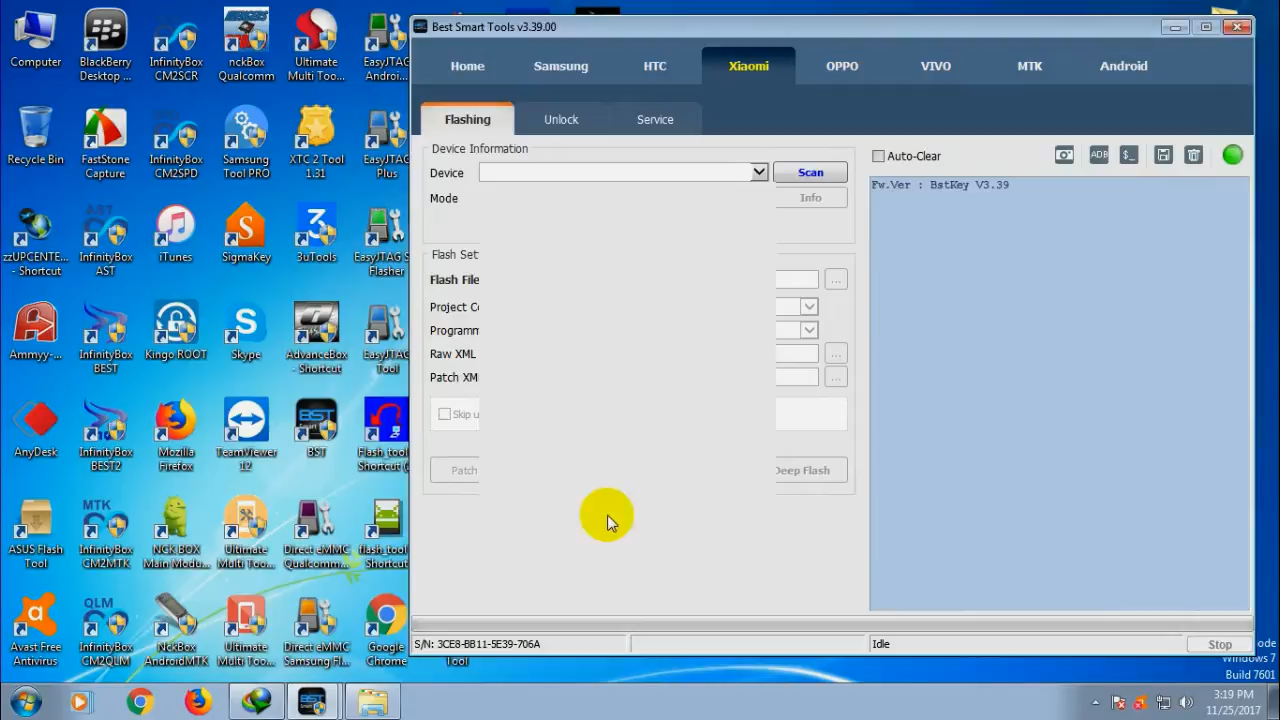 Best Smart Tools v3.39.00
Home Samsung HTC Xiaomi OPPO VIVO MTK Android
Flashing Unlock Service
Device Information
Device Scan
Mode Info
Flash Set
Flash File ...
Project Co
Programm
Raw XML ...
Patch XML ...
Skip u
Patch Deep Flash
Auto-Clear
ADB $_
Fw.Ver : BstKey V3.39
S/N: 3CE8-BB11-5E39-706A Idle Stop
Computer
BlackBerry Desktop ...
InfinityBox CM2SCR
nckBox Qualcomm
Ultimate Multi Too...
EasyJTAG Androi...
Recycle Bin
FastStone Capture
InfinityBox CM2SPD
Samsung Tool PRO
XTC 2 Tool 1.31
EasyJTAG Plus
zzUPCENTE... - Shortcut
InfinityBox AST
iTunes
SigmaKey
3uTools
EasyJTAG S Flasher
Ammyy-...
InfinityBox BEST
Kingo ROOT
Skype
AdvanceBox - Shortcut
EasyJTAG Tool
AnyDesk
InfinityBox BEST2
Mozilla Firefox
TeamViewer 12
BST
Flash_tool Shortcut (
ASUS Flash Tool
InfinityBox CM2MTK
NCK BOX Main Modu...
Ultimate Multi Too...
Direct eMMC Qualcomm...
flash_tool Shortcut
Avast Free Antivirus
InfinityBox CM2QLM
NckBox AndroidMTK
Ultimate Multi Too...
Direct eMMC Samsung Fl...
Google Chrome
Tool
ode
Windows 7
Build 7601
3:19 PM
11/25/2017